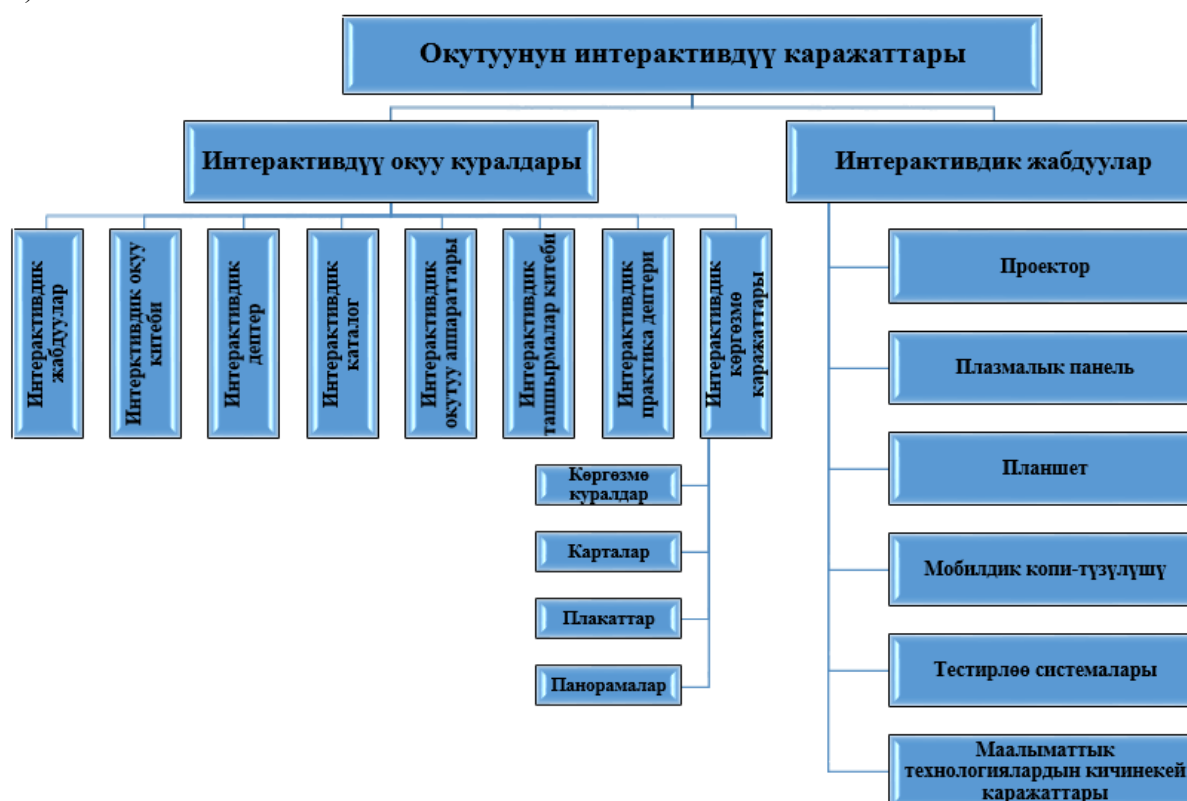 )
Окутуунун интерактивдүү каражаттары
Интерактивдүү окуу куралдары
Интерактивдик жабдуулар
Интерактивдик
жабдуулар
Интерктивдик окуу
китеби
Интерактивдик
дептер
Интерактивдик
каталог
Интерактивдик
окутуу аппараттары
Интерактивдик
тапшырмалар китеби
Интерактивдик
практика дептери
Интерактивдик
көргөзмө
каражаттары
Көргөзмө
куралдар
Карталар
Плакаттар
Панорамалар
Проектор
Плазмалык панель
Планшет
Мобилдик копи-түзүлүшү
Тестирлөө системалары
Маалыматтык
технологиялардын кичинекей
каражаттары